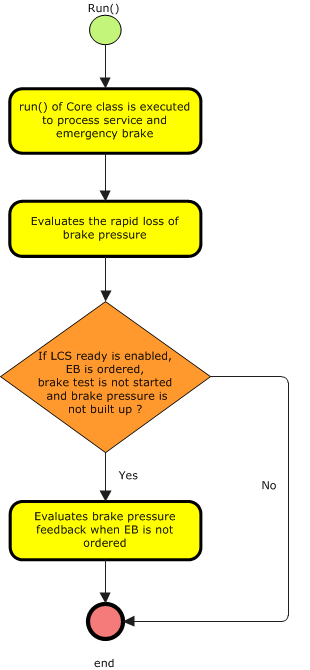 Run()
run() of Core class is executed
to process service and
emergency brake
Evaluates the rapid loss of
brake pressure
If LCS ready is enabled,
EB is ordered,
brake test is not started
and brake pressure is
not built up ?
Yes
No
Evaluates brake pressure
feedback when EB is not
ordered
end